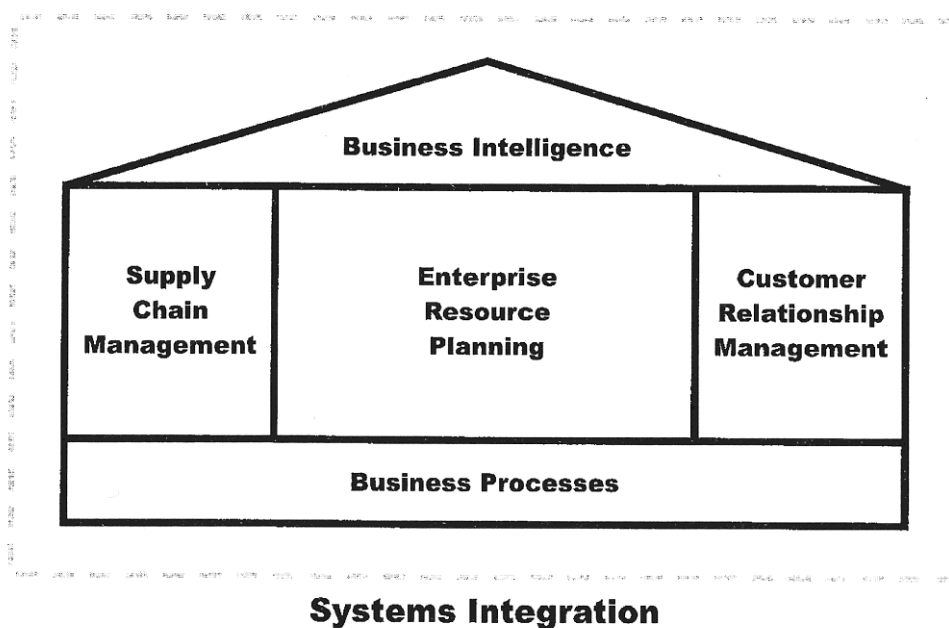 Business Intelligence
Supply
Chain
Management
Enterprise
Resource
Planning
Customer
Relationship
Management
Business Processes
Systems Integration